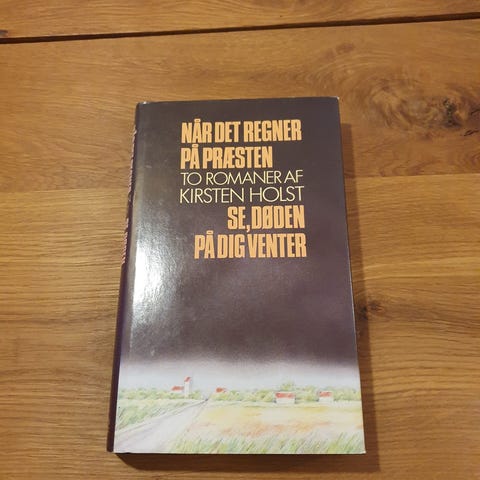 NÅR DET REGNER
PÅ PRÆSTEN
TO ROMANER AF
KIRSTEN HOLST
SE, DØDEN
PÅ DIG VENTER